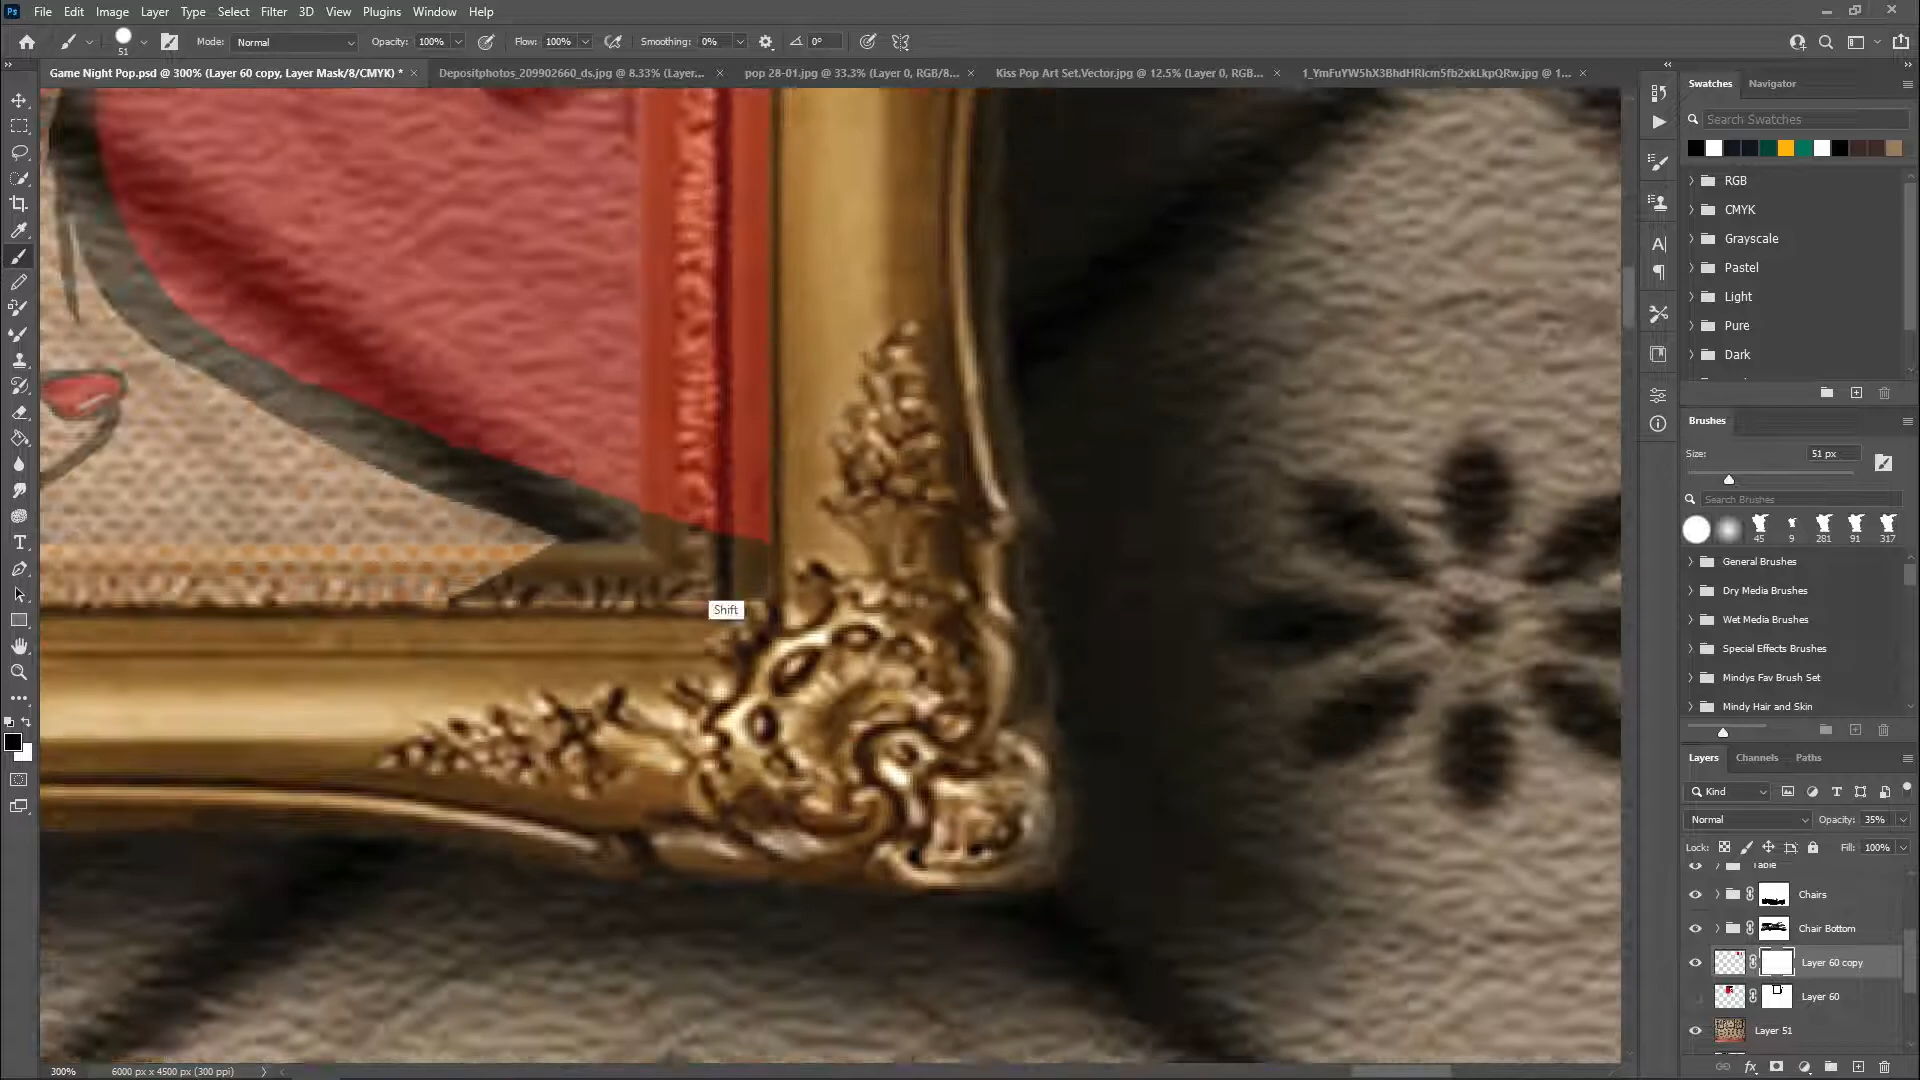 Ps File Edit Image Layer Type Select Filter 3D View Plugins Window Help
51 Mode: Normal Opacity: 100% Flow: 100% Smoothing: 0% 0°
Game Night Pop.psd @ 300% (Layer 60 copy, Layer Mask/8/CMYK) * Depositphotos_209902660_ds.jpg @ 8.33% (Layer... pop 28-01.jpg @ 33.3% (Layer 0, RGB/8... Kiss Pop Art Set.Vector.jpg @ 12.5% (Layer 0, RGB...
Swatches Navigator
Search Swatches
RGB
CMYK
Grayscale
Pastel
Light
Pure
Dark
Brushes
Size: 51 px
Search Brushes
45 9 281 91 317
General Brushes
Dry Media Brushes
Wet Media Brushes
Special Effects Brushes
Mindys Fav Brush Set
Mindy Hair and Skin
Shift
Layers Channels Paths
Kind
Normal Opacity: 35%
Lock: Fill: 100%
Table
Chairs
Chair Bottom
Layer 60 copy
Layer 60
Layer 51
300% 6000 px x 4500 px (300 ppi)